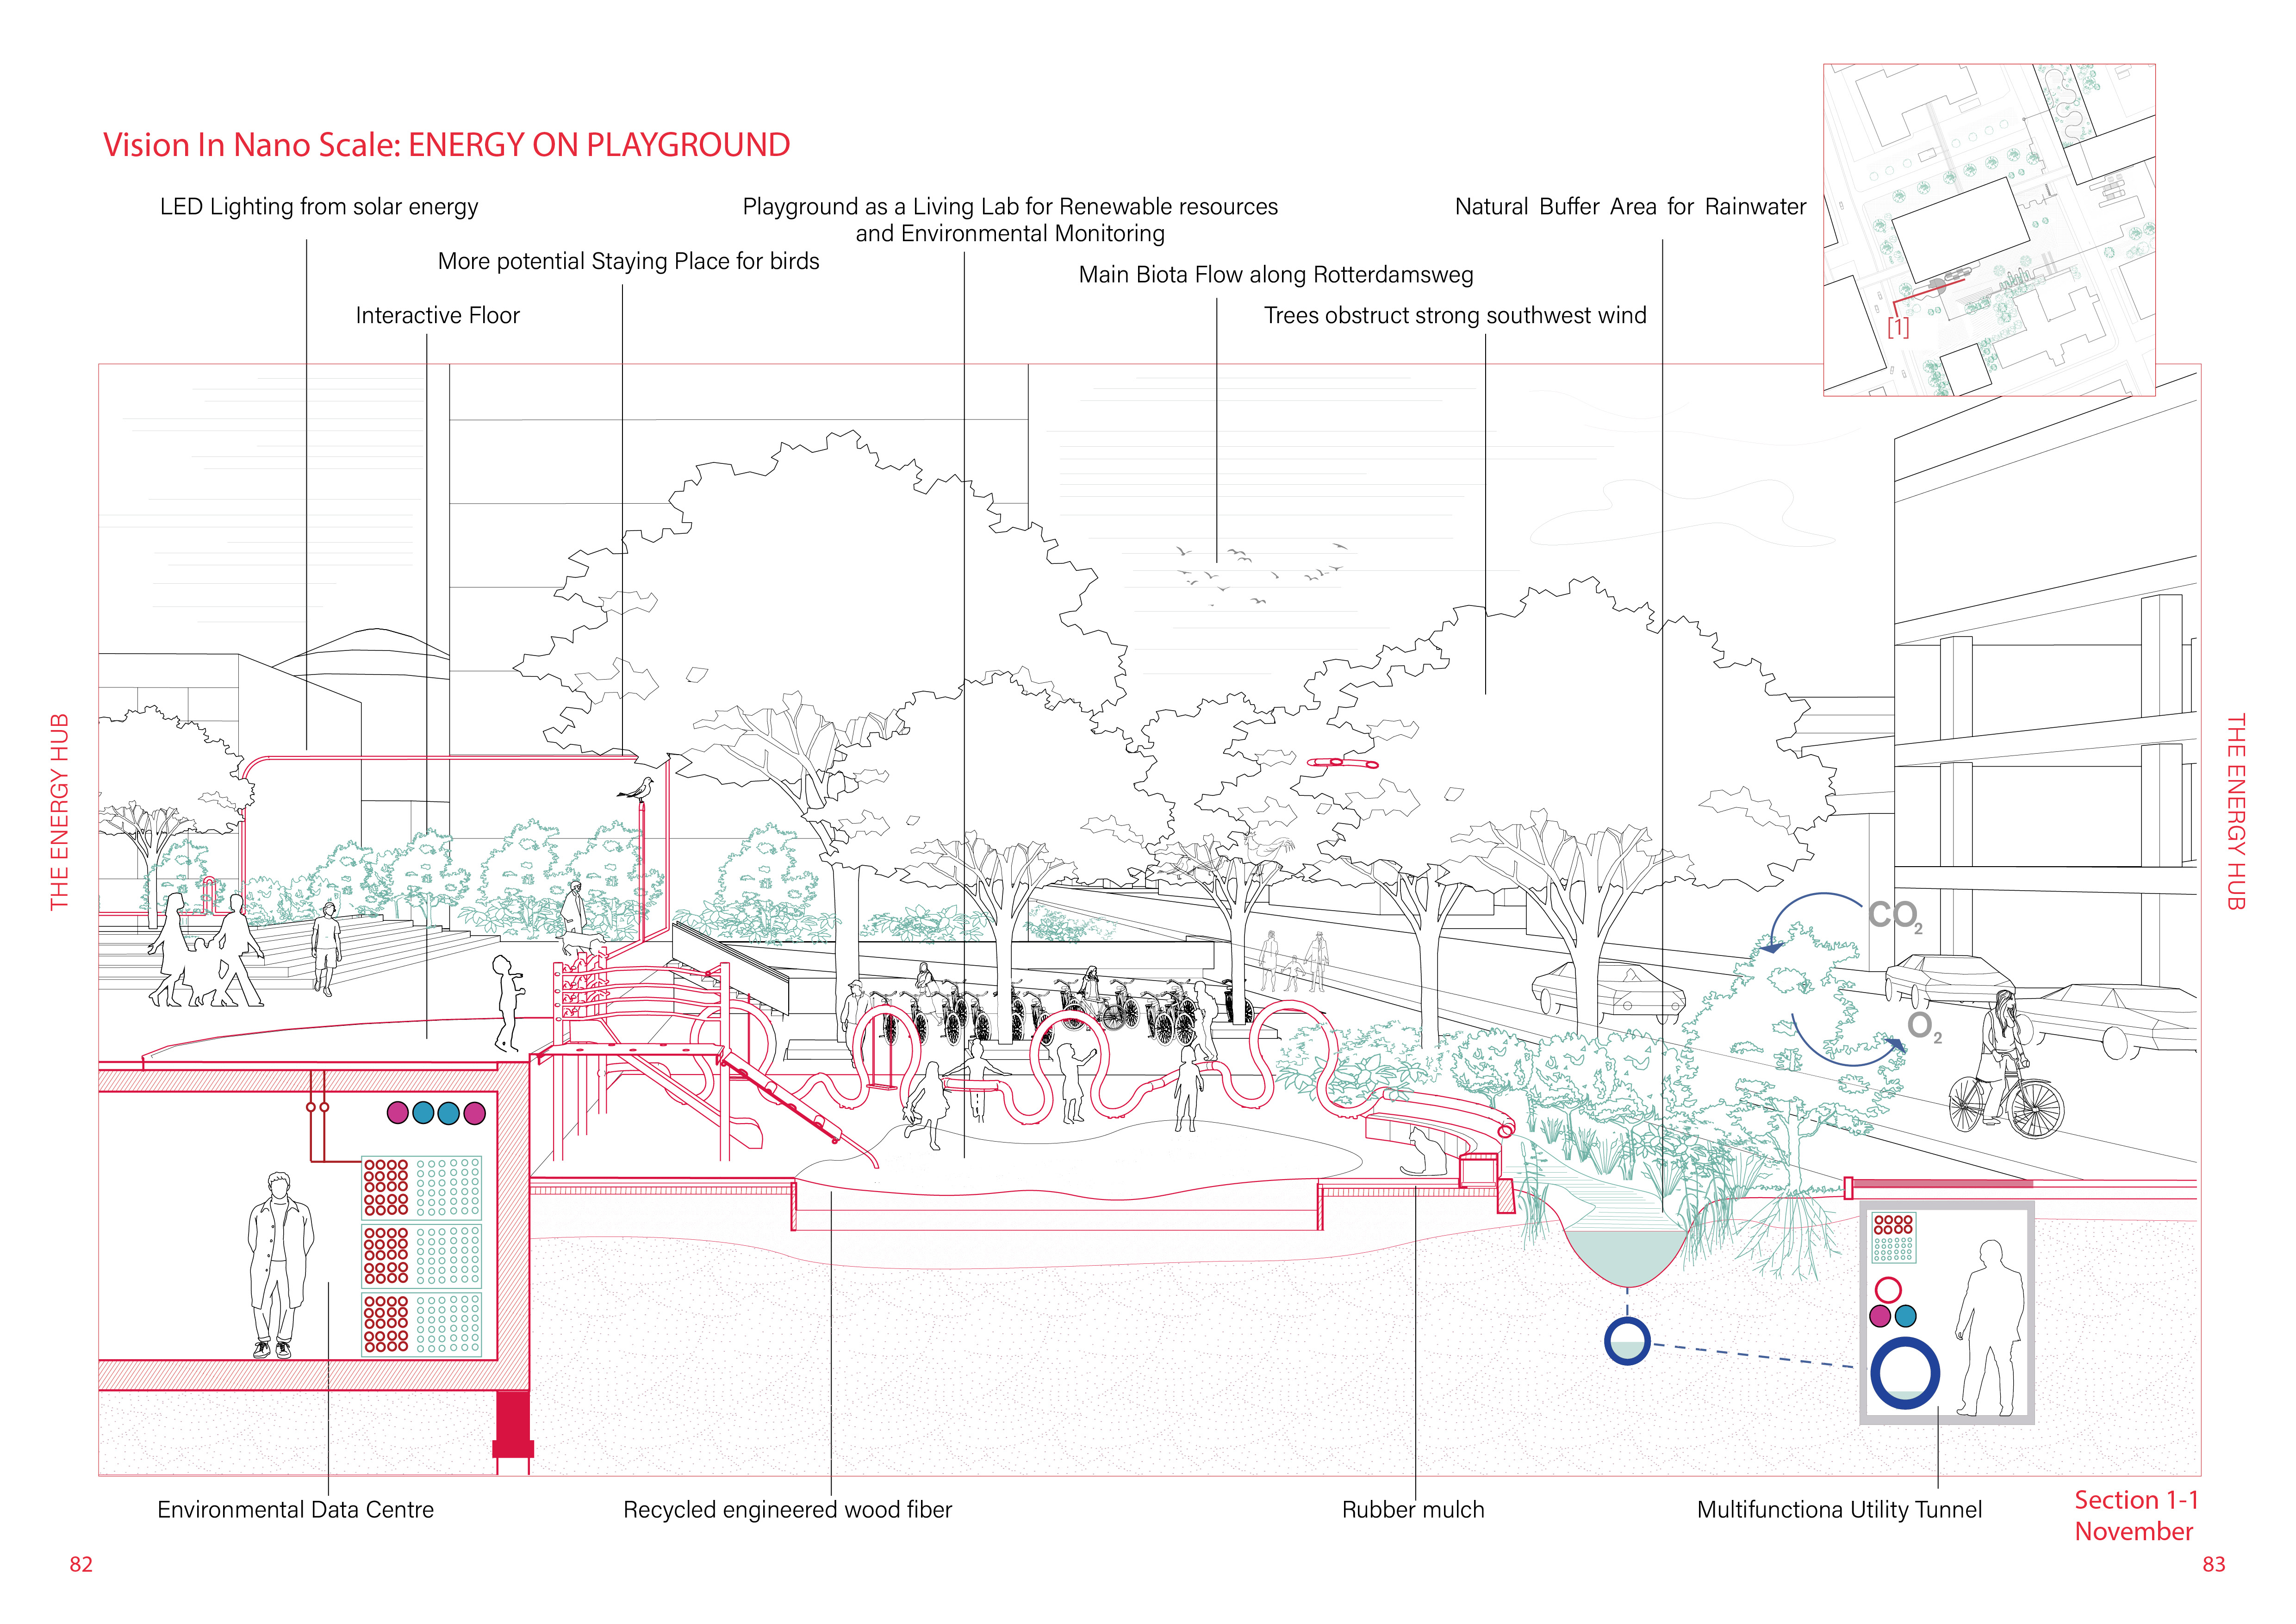 Vision In Nano Scale: ENERGY ON PLAYGROUND
LED Lighting from solar energy
Playground as a Living Lab for Renewable resources
and Environmental Monitoring
Natural Buffer Area for Rainwater
More potential Staying Place for birds
Main Biota Flow along Rotterdamsweg
Interactive Floor
Trees obstruct strong southwest wind
[1]
THE ENERGY HUB
THE ENERGY HUB
CO2
O2
Environmental Data Centre
Recycled engineered wood fiber
Rubber mulch
Multifunctiona Utility Tunnel
Section 1-1
November
82
83